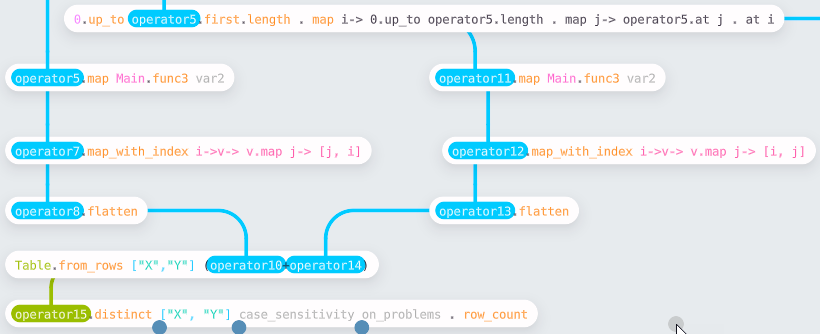 0.up_to operator5.first.length . map i-> 0.up_to operator5.length . map j-> operator5.at j . at i
operator5.map Main.func3 var2
operator11.map Main.func3 var2
operator7.map_with_index i->v-> v.map j-> [j, i]
operator12.map_with_index i->v-> v.map j-> [i, j]
operator8.flatten
operator13.flatten
Table.from_rows ["X","Y"] (operator10+operator14)
operator15.distinct ["X", "Y"] case_sensitivity on_problems . row_count